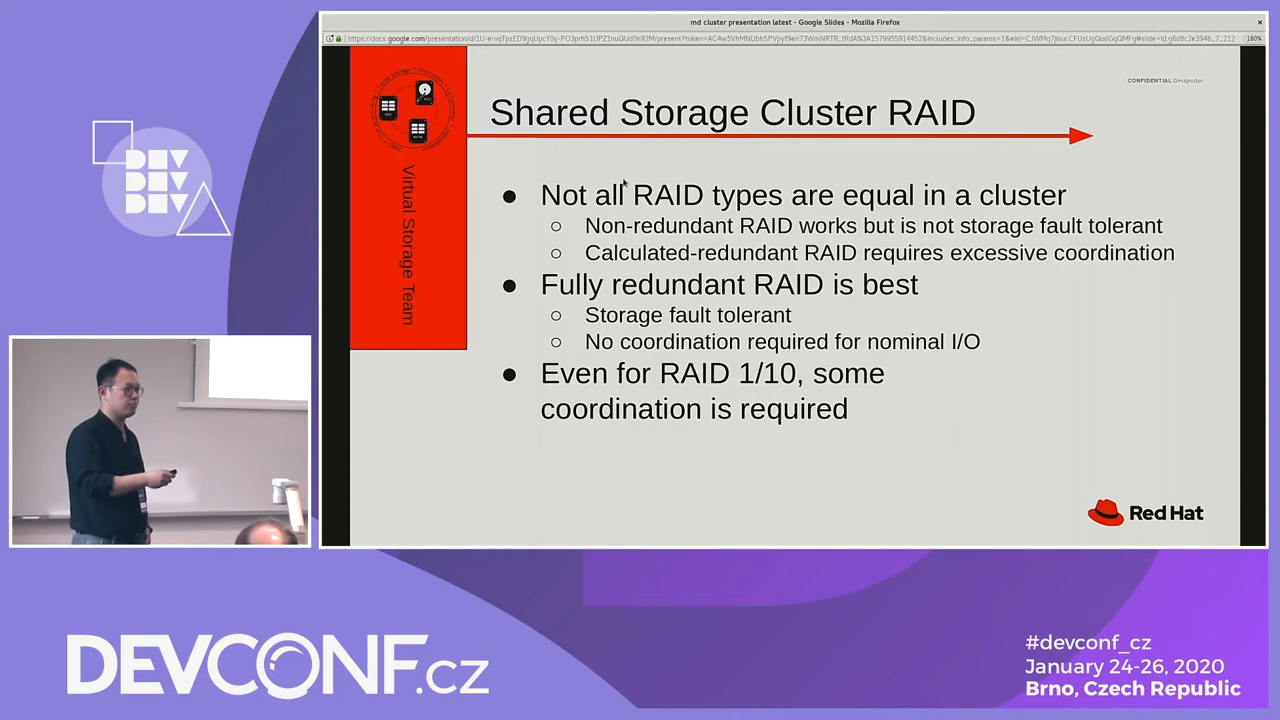 md cluster presentation latest - Google Slides - Mozilla Firefox
180%
CONFIDENTIAL Designator
Shared Storage Cluster RAID
Virtual Storage Team
● Not all RAID types are equal in a cluster
○ Non-redundant RAID works but is not storage fault tolerant
○ Calculated-redundant RAID requires excessive coordination
● Fully redundant RAID is best
○ Storage fault tolerant
○ No coordination required for nominal I/O
● Even for RAID 1/10, some
coordination is required
Red Hat
DEV
DEV
DEVCONF.cz
#devconf_cz
January 24-26, 2020
Brno, Czech Republic